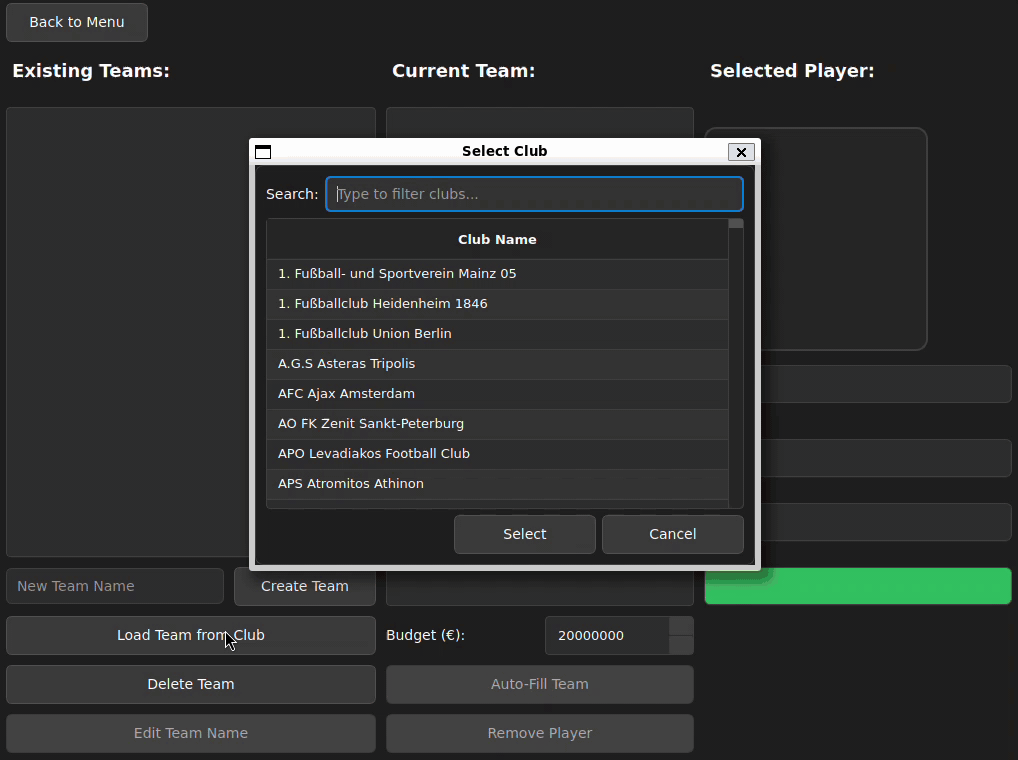 Back to Menu
Existing Teams:
Current Team:
Selected Player:
Select Club
Search:
Type to filter clubs...
Club Name
1. Fußball- und Sportverein Mainz 05
1. Fußballclub Heidenheim 1846
1. Fußballclub Union Berlin
A.G.S Asteras Tripolis
AFC Ajax Amsterdam
AO FK Zenit Sankt-Peterburg
APO Levadiakos Football Club
APS Atromitos Athinon
Select
Cancel
New Team Name
Create Team
Load Team from Club
Budget (€):
20000000
Delete Team
Auto-Fill Team
Edit Team Name
Remove Player